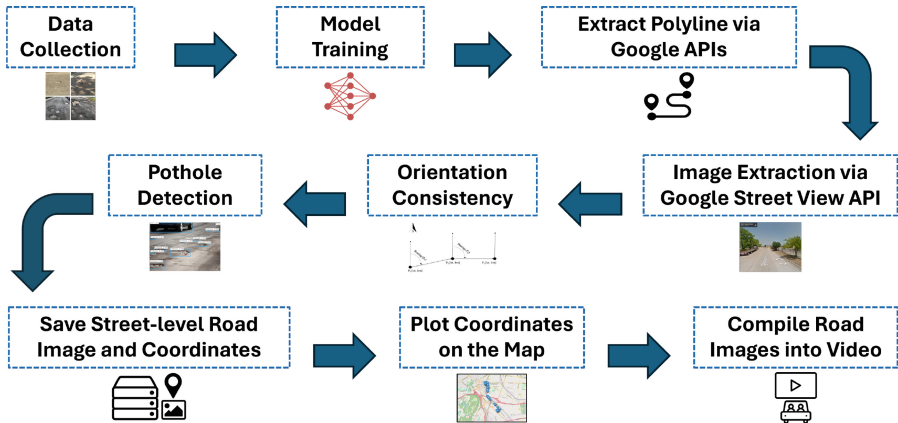 Data
Collection
Model
Training
Extract Polyline via
Google APIs
Image Extraction via
Google Street View API
Orientation
Consistency
Pothole
Detection
Save Street-level Road
Image and Coordinates
Plot Coordinates
on the Map
Compile Road
Images into Video